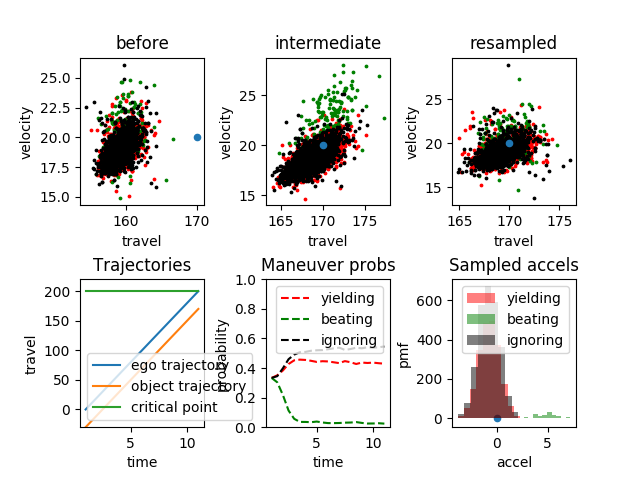 before
intermediate
resampled
25.0
22.5
20.0
17.5
15.0
velocity
160
170
travel
25
20
15
velocity
165
170
175
travel
25
20
15
velocity
165
170
175
travel
Trajectories
Maneuver probs
Sampled accels
200
150
100
50
0
travel
ego trajectory
object trajectory
critical point
5
10
time
1.0
0.8
0.6
0.4
0.2
0.0
probability
yielding
beating
ignoring
5
10
time
600
400
200
0
pmf
yielding
beating
ignoring
0
5
accel